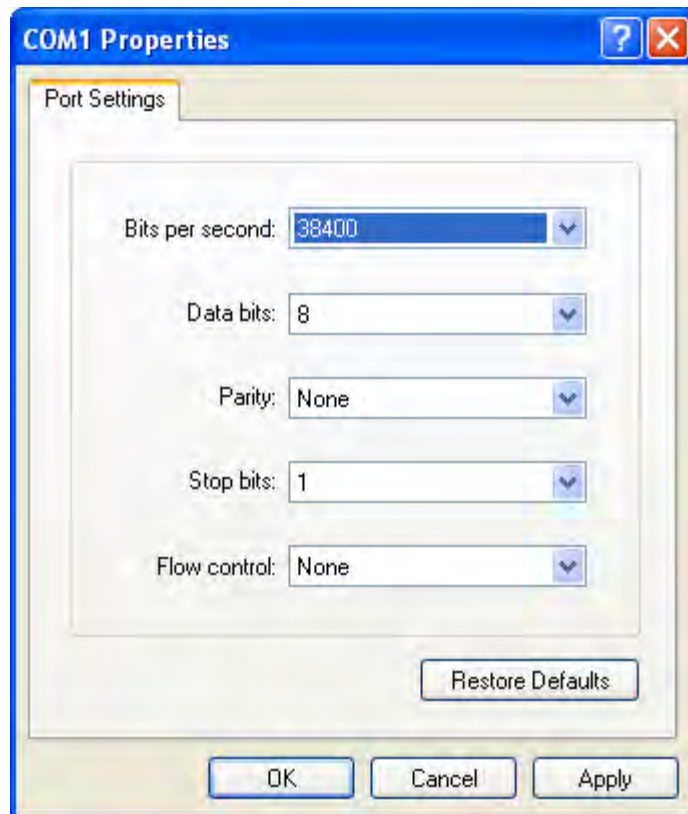 COM1 Properties
Port Settings
Bits per second: 38400
Data bits: 8
Parity: None
Stop bits: 1
Flow control: None
Restore Defaults
OK Cancel Apply